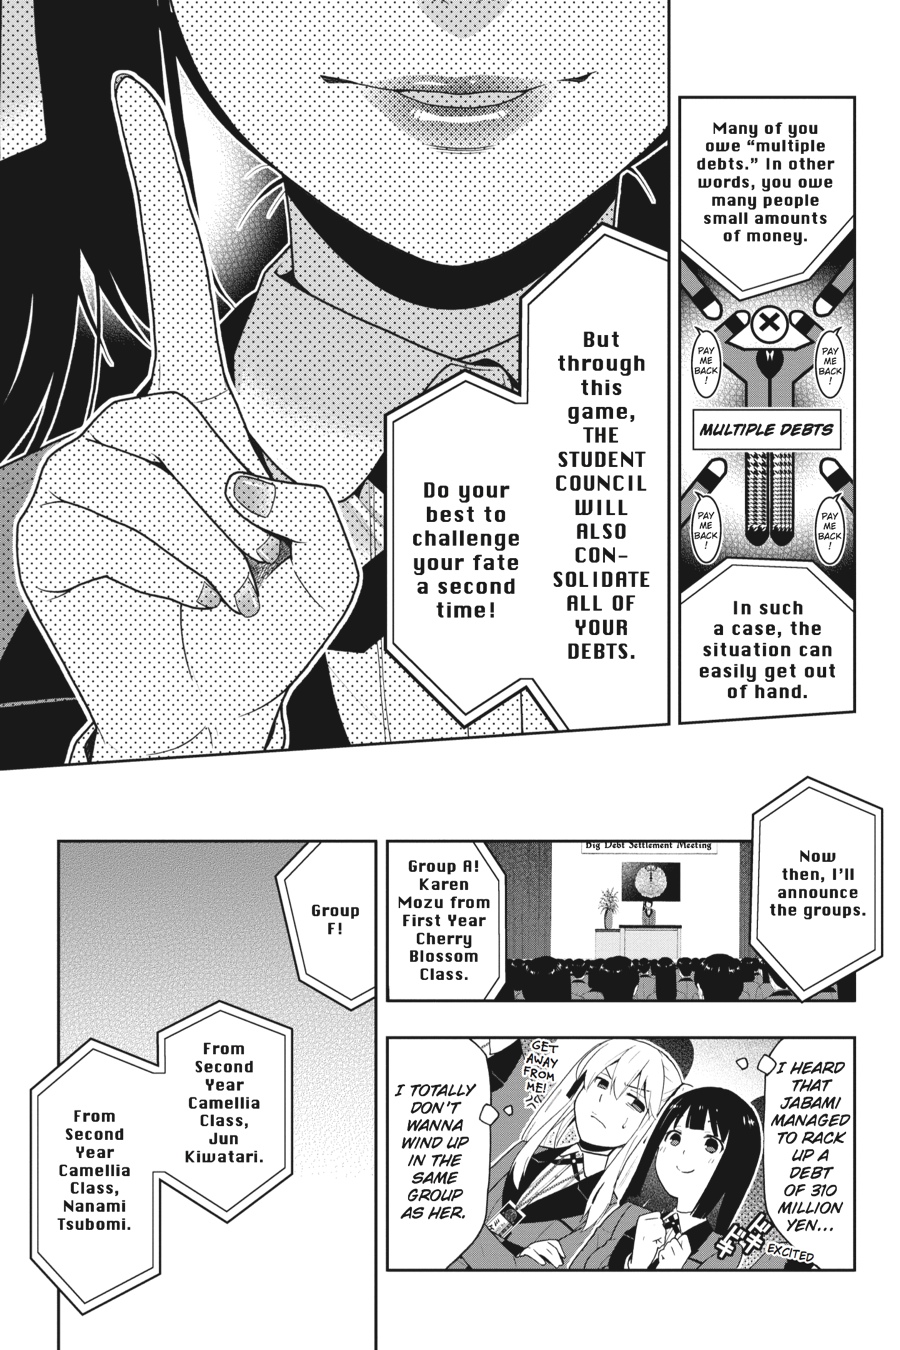 Many of you
owe "multiple
debts." In other
words, you owe
many people
small amounts
of money.
PAY
ME
BACK
!
PAY
ME
BACK
!
MULTIPLE DEBTS
PAY
ME
BACK
!
PAY
ME
BACK
!
In such
a case, the
situation can
easily get out
of hand.
But
through
this
game,
THE
STUDENT
COUNCIL
WILL
ALSO
CON-
SOLIDATE
ALL OF
YOUR
DEBTS.
Do your
best to
challenge
your fate
a second
time!
Now
then, I'll
announce
the groups.
Big Debt Settlement Meeting
Group A!
Karen
Mozu from
First Year
Cherry
Blossom
Class.
I HEARD
THAT
JABAMI
MANAGED
TO RACK
UP A
DEBT
OF 310
MILLION
YEN...
ドキ
ドキ
EXCITED
GET
AWAY
FROM
ME!
I TOTALLY
DON'T
WANNA
WIND UP
IN THE
SAME
GROUP
AS HER.
Group
F!
From
Second
Year
Camellia
Class,
Jun
Kiwatari.
From
Second
Year
Camellia
Class,
Nanami
Tsubomi.